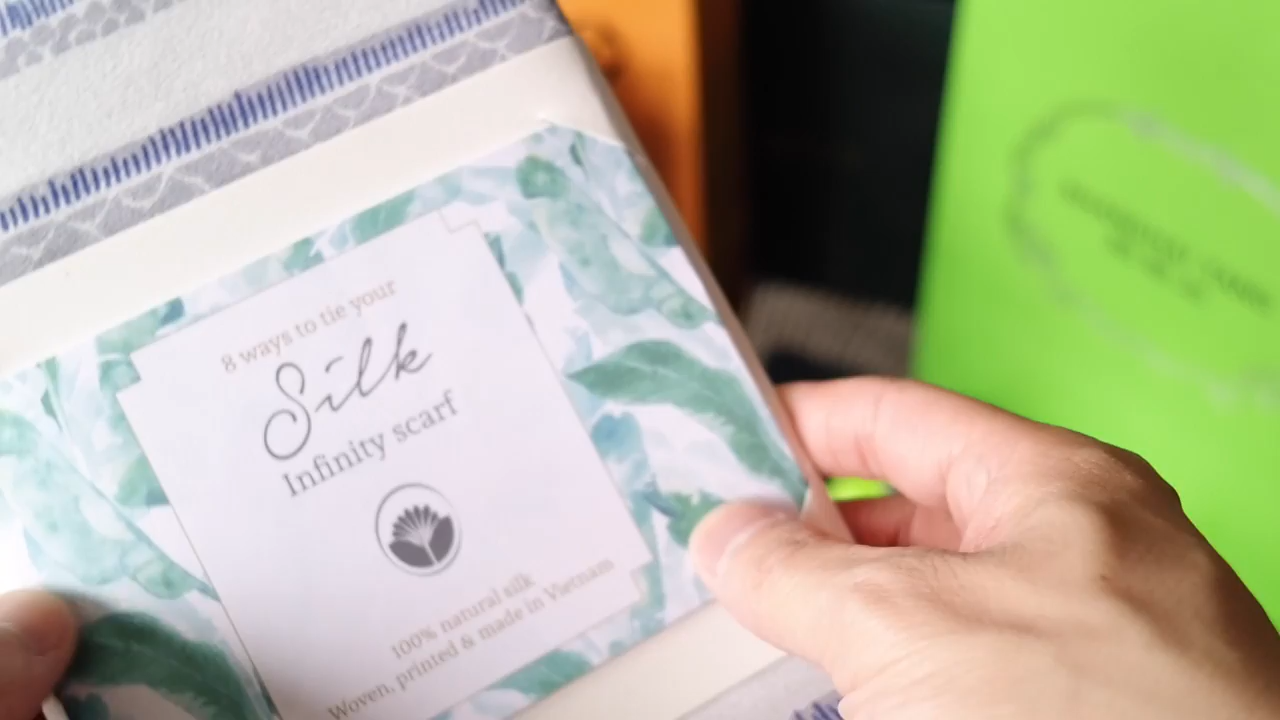 8 ways to tie your
Silk
Infinity scarf
100% natural silk
Woven, printed & made in Vietnam